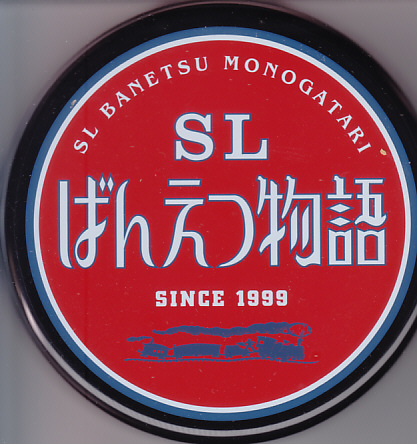 SL BANETSU MONOGATARI
SL
ばんえつ物語
SINCE 1999